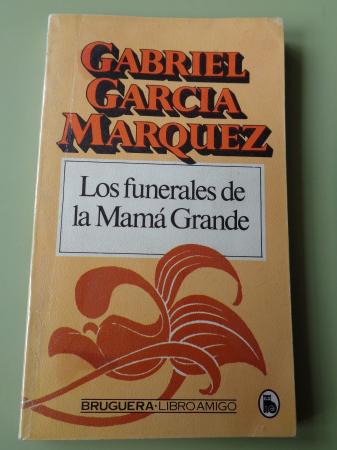 GABRIEL
GARCIA
MARQUEZ
Los funerales de
la Mamá Grande
BRUGUERA·LIBRO AMIGO